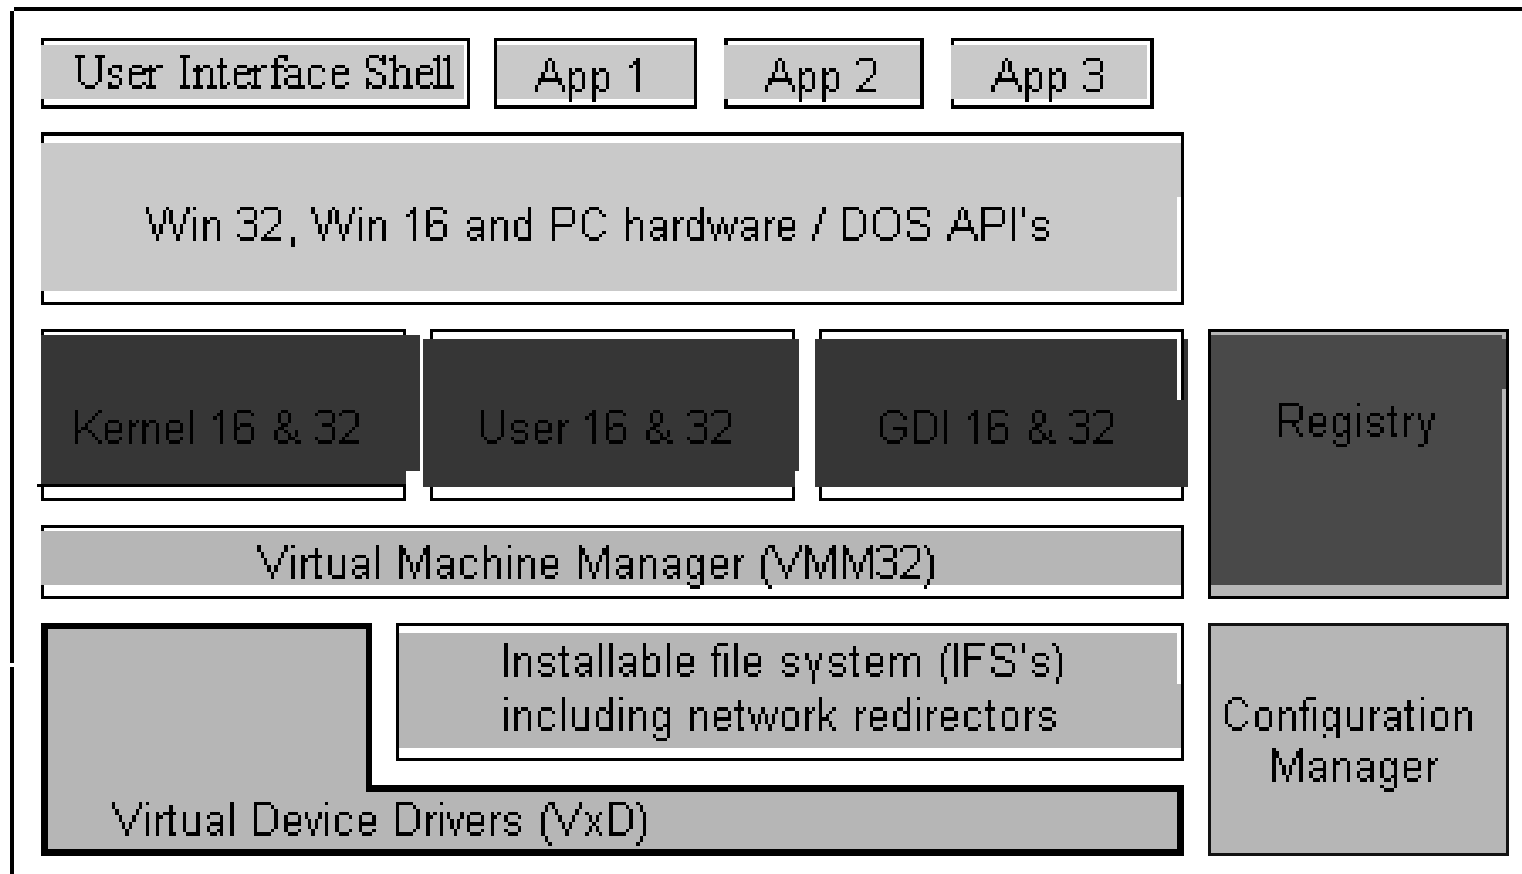 User Interface Shell
App 1
App 2
App 3
Win 32, Win 16 and PC hardware / DOS API's
Kernel 16 & 32
User 16 & 32
GDI 16 & 32
Registry
Virtual Machine Manager (VMM32)
Installable file system (IFS's)
including network redirectors
Configuration
Manager
Virtual Device Drivers (VxD)